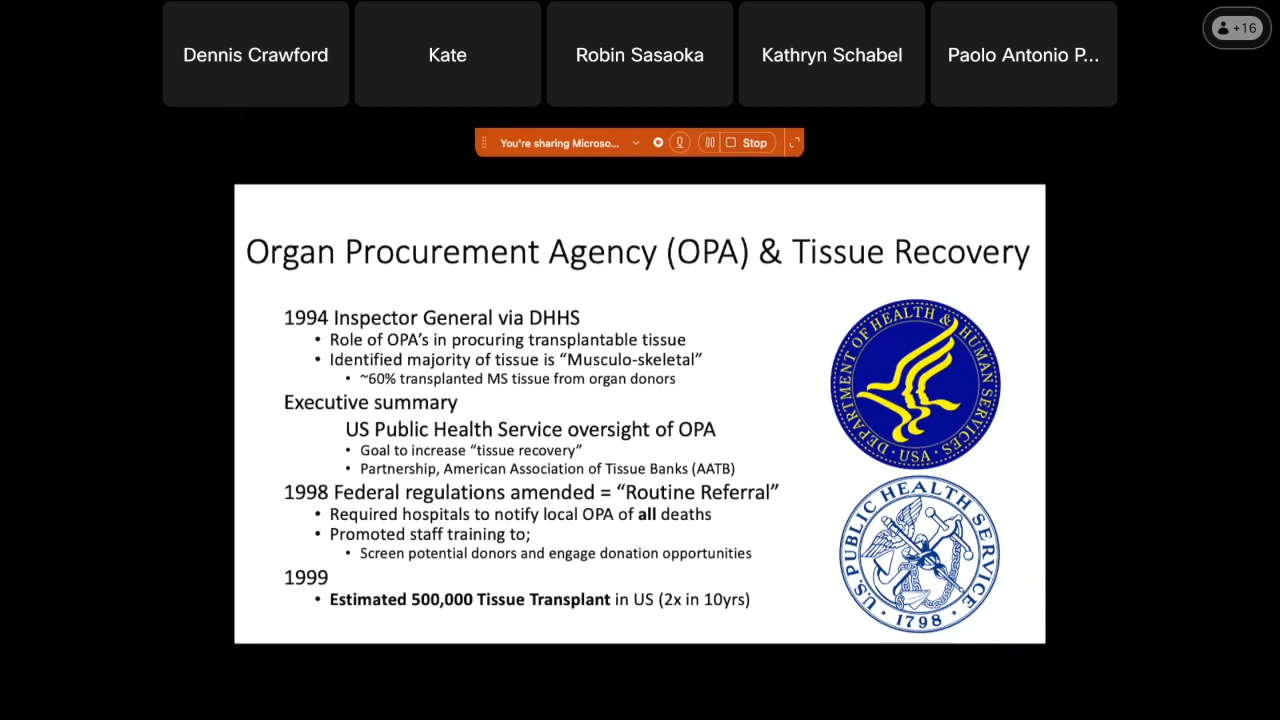 Dennis Crawford
Kate
Robin Sasaoka
Kathryn Schabel
Paolo Antonio P...
+16
You're sharing Microso...
Stop
Organ Procurement Agency (OPA) & Tissue Recovery
1994 Inspector General via DHHS
• Role of OPA's in procuring transplantable tissue
• Identified majority of tissue is “Musculo-skeletal”
• ~60% transplanted MS tissue from organ donors
Executive summary
US Public Health Service oversight of OPA
• Goal to increase “tissue recovery”
• Partnership, American Association of Tissue Banks (AATB)
1998 Federal regulations amended = “Routine Referral”
• Required hospitals to notify local OPA of all deaths
• Promoted staff training to;
• Screen potential donors and engage donation opportunities
1999
• Estimated 500,000 Tissue Transplant in US (2x in 10yrs)
DEPARTMENT OF HEALTH & HUMAN SERVICES · USA ·
U.S. PUBLIC HEALTH SERVICE
· 1798 ·